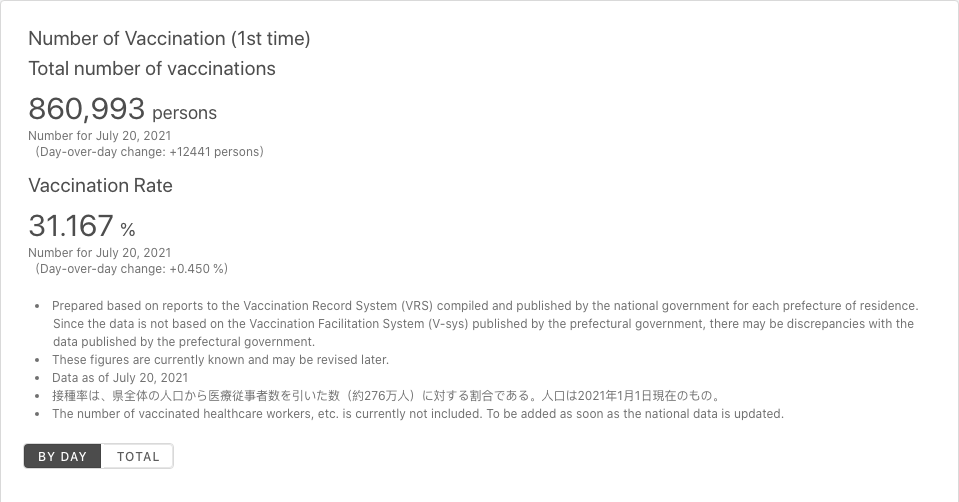 Number of Vaccination (1st time)
Total number of vaccinations
860,993 persons
Number for July 20, 2021
（Day-over-day change: +12441 persons）
Vaccination Rate
31.167 %
Number for July 20, 2021
（Day-over-day change: +0.450 %）
• Prepared based on reports to the Vaccination Record System (VRS) compiled and published by the national government for each prefecture of residence.
Since the data is not based on the Vaccination Facilitation System (V-sys) published by the prefectural government, there may be discrepancies with the
data published by the prefectural government.
• These figures are currently known and may be revised later.
• Data as of July 20, 2021
• 接種率は、県全体の人口から医療従事者数を引いた数（約276万人）に対する割合である。人口は2021年1月1日現在のもの。
• The number of vaccinated healthcare workers, etc. is currently not included. To be added as soon as the national data is updated.
BY DAY TOTAL